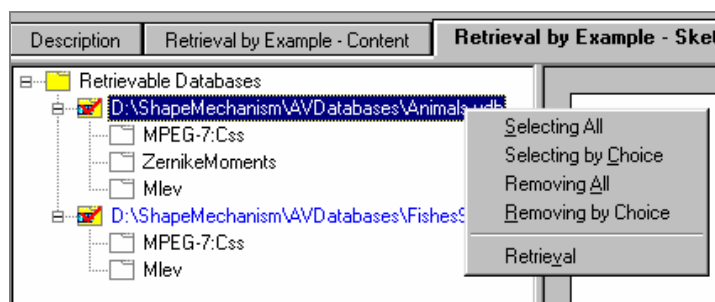 Description
Retrieval by Example - Content
Retrieval by Example - Sket
Retrievable Databases
D:\ShapeMechanism\AVDatabases\Animals.vdb
MPEG-7:Css
ZernikeMoments
Mlev
D:\ShapeMechanism\AVDatabases\FishesS
MPEG-7:Css
Mlev
Selecting All
Selecting by Choice
Removing All
Removing by Choice
Retrieval